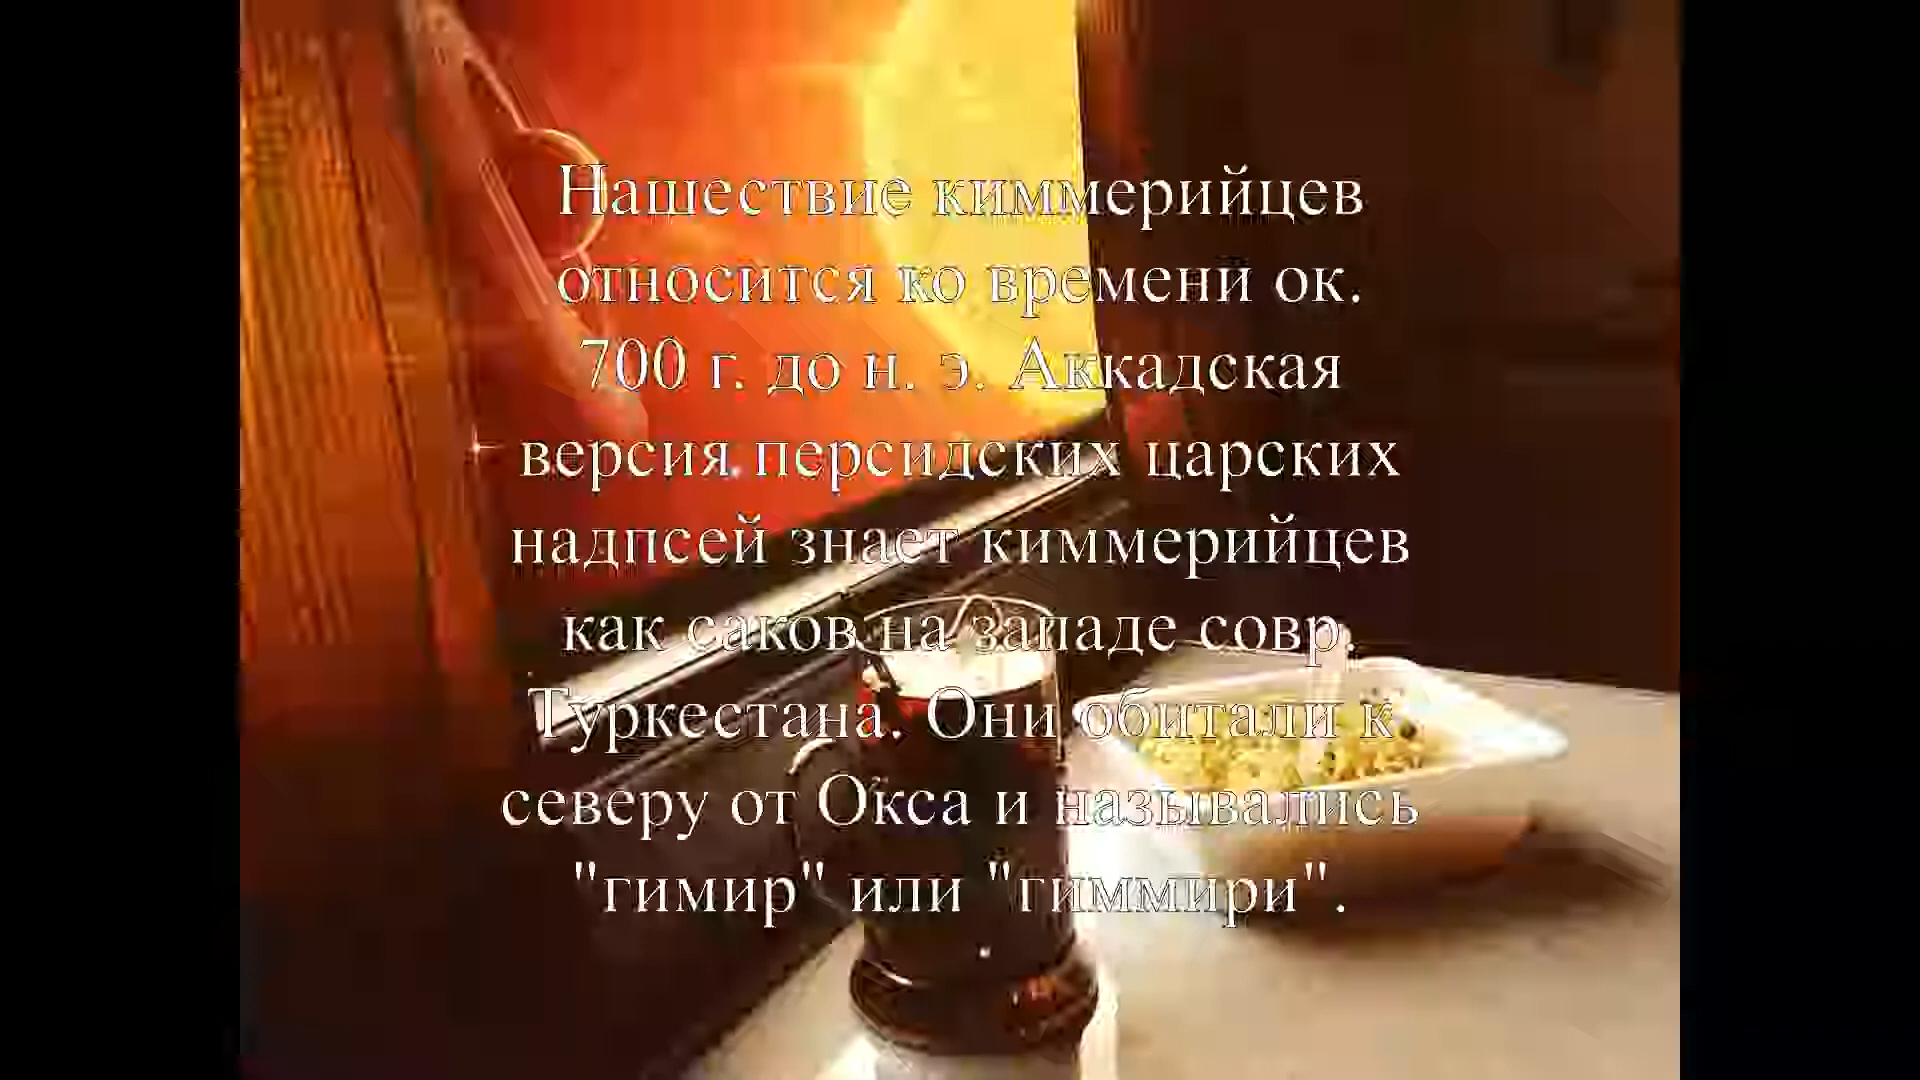 Нашествие киммерийцев
относится ко времени ок.
700 г. до н. э. Аккадская
версия персидских царских
надпсей знает киммерийцев
как саков на западе совр.
Туркестана. Они обитали к
северу от Окса и назывались
"гимир" или "гиммири".